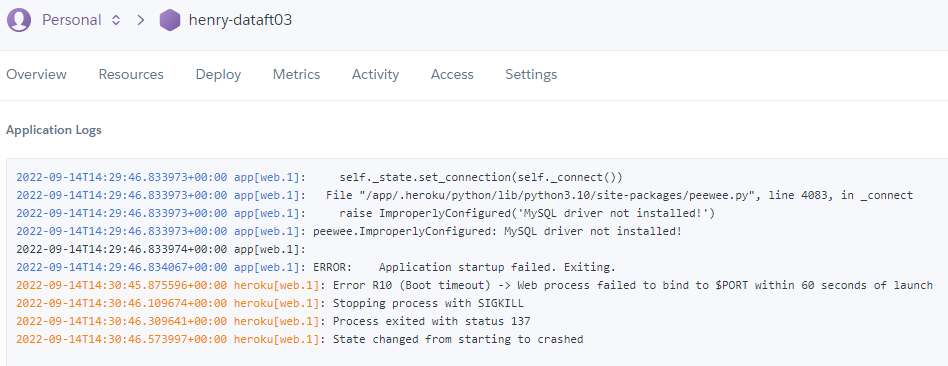 Personal henry-dataft03
Overview Resources Deploy Metrics Activity Access Settings
Application Logs
2022-09-14T14:29:46.833973+00:00 app[web.1]:     self._state.set_connection(self._connect())
2022-09-14T14:29:46.833973+00:00 app[web.1]:   File "/app/.heroku/python/lib/python3.10/site-packages/peewee.py", line 4083, in _connect
2022-09-14T14:29:46.833973+00:00 app[web.1]:     raise ImproperlyConfigured('MySQL driver not installed!')
2022-09-14T14:29:46.833973+00:00 app[web.1]: peewee.ImproperlyConfigured: MySQL driver not installed!
2022-09-14T14:29:46.833974+00:00 app[web.1]:
2022-09-14T14:29:46.834067+00:00 app[web.1]: ERROR:    Application startup failed. Exiting.
2022-09-14T14:30:45.875596+00:00 heroku[web.1]: Error R10 (Boot timeout) -> Web process failed to bind to $PORT within 60 seconds of launch
2022-09-14T14:30:46.109674+00:00 heroku[web.1]: Stopping process with SIGKILL
2022-09-14T14:30:46.309641+00:00 heroku[web.1]: Process exited with status 137
2022-09-14T14:30:46.573997+00:00 heroku[web.1]: State changed from starting to crashed